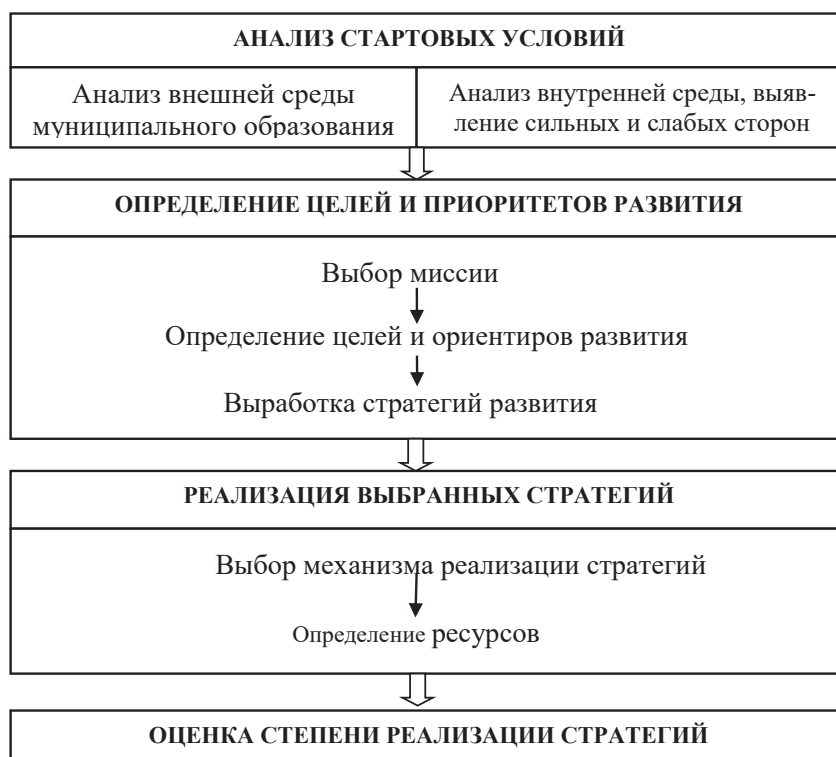 АНАЛИЗ СТАРТОВЫХ УСЛОВИЙ
Анализ внешней среды
муниципального образования
Анализ внутренней среды, выяв-
ление сильных и слабых сторон
ОПРЕДЕЛЕНИЕ ЦЕЛЕЙ И ПРИОРИТЕТОВ РАЗВИТИЯ
Выбор миссии
Определение целей и ориентиров развития
Выработка стратегий развития
РЕАЛИЗАЦИЯ ВЫБРАННЫХ СТРАТЕГИЙ
Выбор механизма реализации стратегий
Определение ресурсов
ОЦЕНКА СТЕПЕНИ РЕАЛИЗАЦИИ СТРАТЕГИЙ